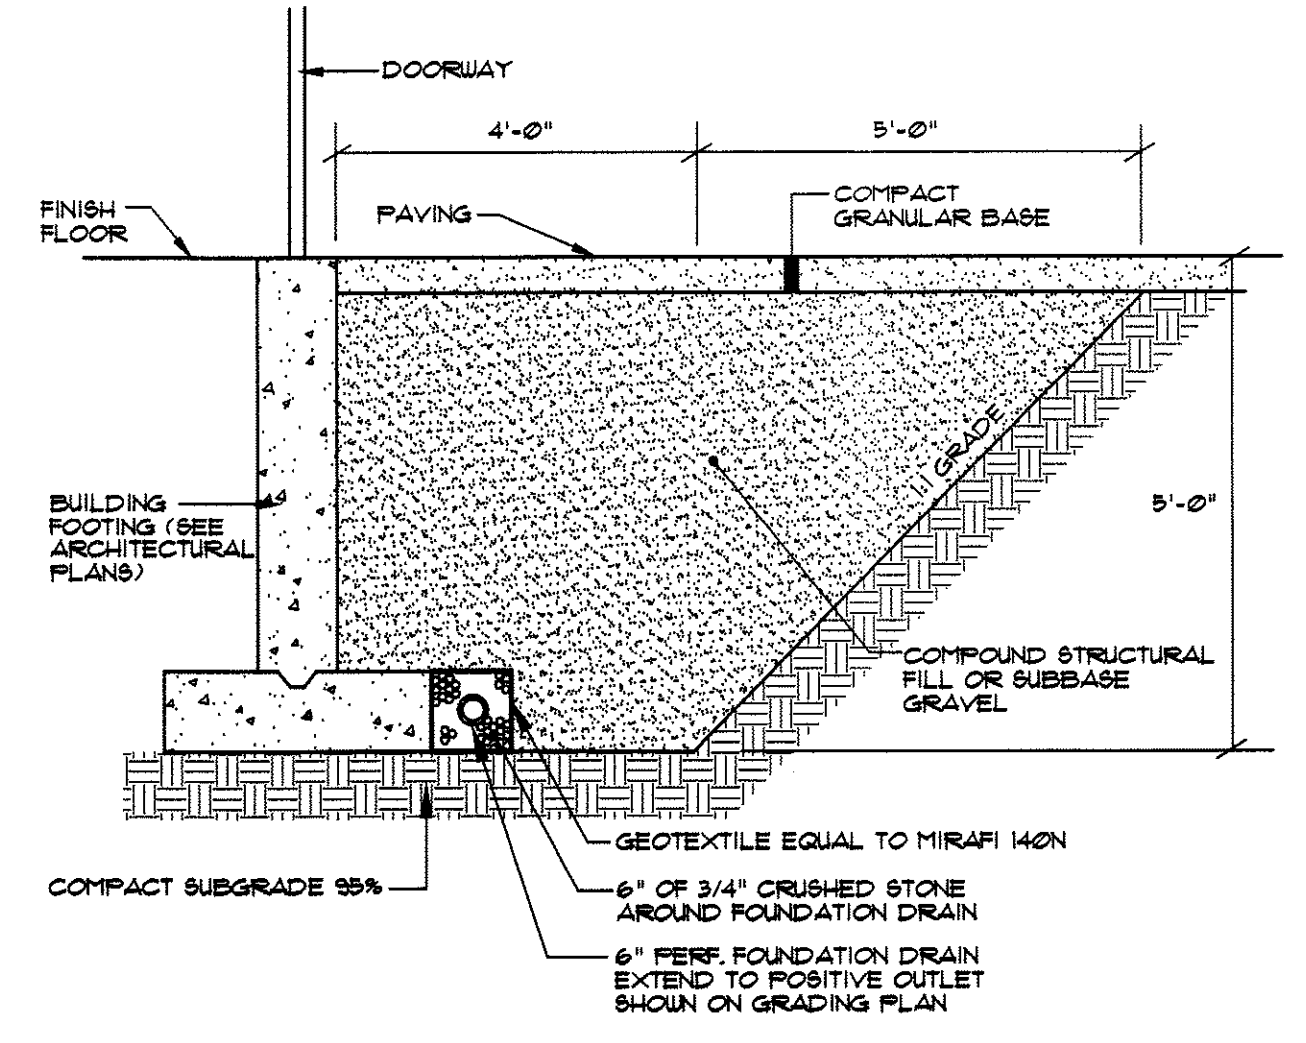 DOORWAY
4'-0"
5'-0"
FINISH
FLOOR
PAVING
COMPACT
GRANULAR BASE
1:1 GRADE
BUILDING
FOOTING (SEE
ARCHITECTURAL
PLANS)
5'-0"
COMPOUND STRUCTURAL
FILL OR SUBBASE
GRAVEL
GEOTEXTILE EQUAL TO MIRAFI 140N
COMPACT SUBGRADE 95%
6" OF 3/4" CRUSHED STONE
AROUND FOUNDATION DRAIN
6" PERF. FOUNDATION DRAIN
EXTEND TO POSITIVE OUTLET
SHOWN ON GRADING PLAN